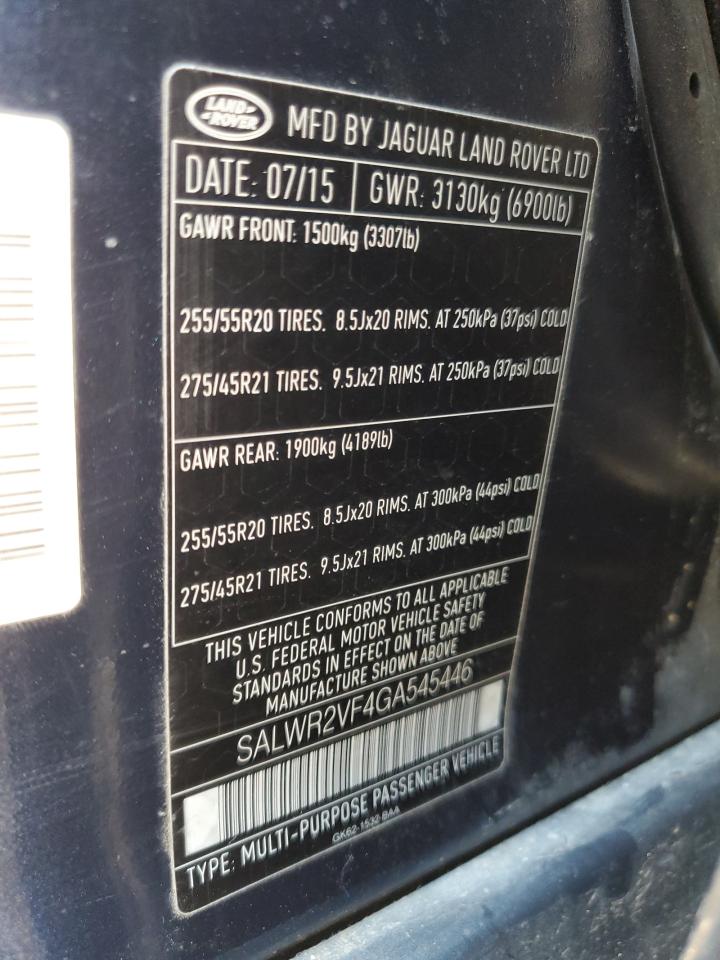 LAND ROVER
MFD BY JAGUAR LAND ROVER LTD
DATE: 07/15 GWR: 3130kg (6900lb)
GAWR FRONT: 1500kg (3307lb)
255/55R20 TIRES. 8.5Jx20 RIMS. AT 250kPa (37psi) COLD
275/45R21 TIRES. 9.5Jx21 RIMS. AT 250kPa (37psi) COLD
GAWR REAR: 1900kg (4189lb)
255/55R20 TIRES. 8.5Jx20 RIMS. AT 300kPa (44psi) COLD
275/45R21 TIRES. 9.5Jx21 RIMS. AT 300kPa (44psi) COLD
THIS VEHICLE CONFORMS TO ALL APPLICABLE
U.S. FEDERAL MOTOR VEHICLE SAFETY
STANDARDS IN EFFECT ON THE DATE OF
MANUFACTURE SHOWN ABOVE
SALWR2VF4GA545446
TYPE: MULTI-PURPOSE PASSENGER VEHICLE
GK62-1532-BAA